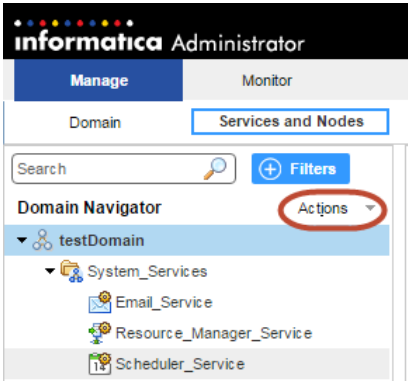 informatica Administrator
Manage Monitor
Domain Services and Nodes
Search Filters
Domain Navigator Actions
testDomain
System_Services
Email_Service
Resource_Manager_Service
Scheduler_Service